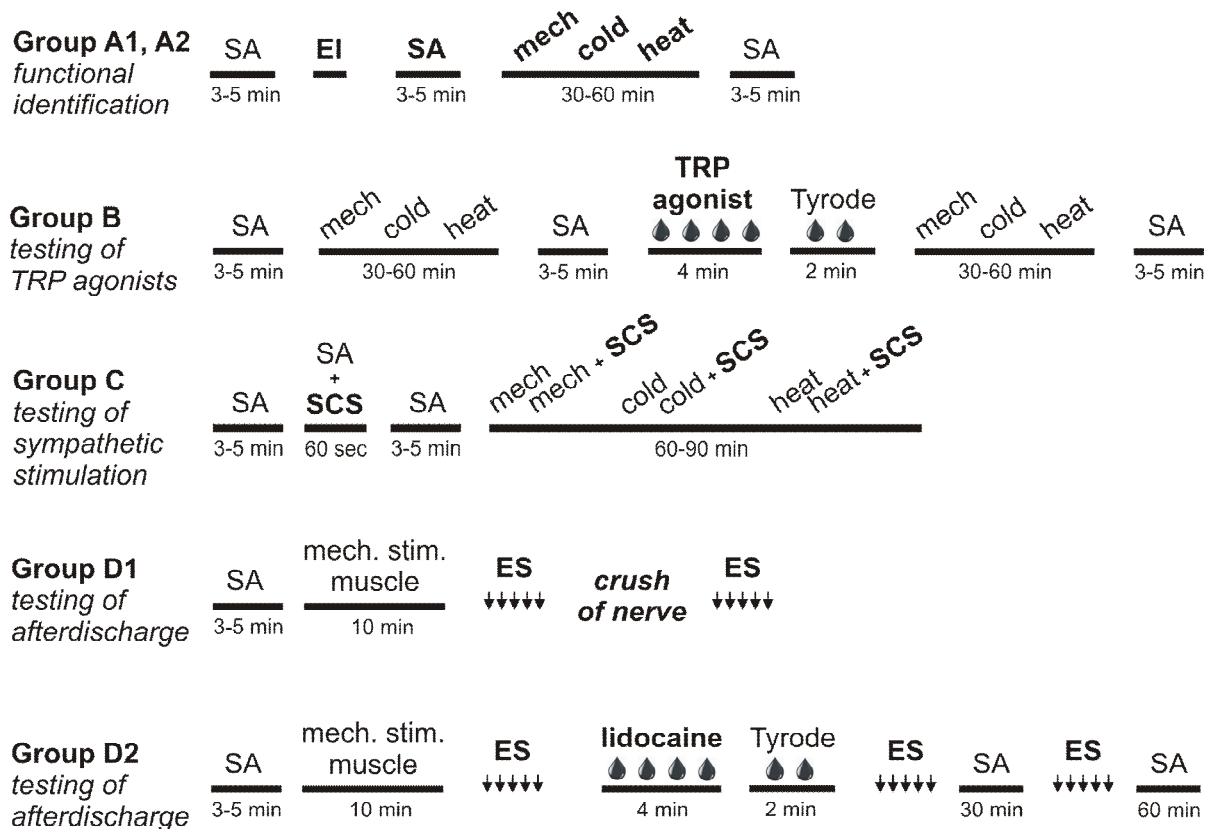 Group A1, A2
functional
identification
SA
3-5 min
EI
SA
3-5 min
mech
cold
heat
30-60 min
SA
3-5 min
Group B
testing of
TRP agonists
SA
3-5 min
mech
cold
heat
30-60 min
SA
3-5 min
TRP
agonist
4 min
Tyrode
2 min
mech
cold
heat
30-60 min
SA
3-5 min
Group C
testing of
sympathetic
stimulation
SA
3-5 min
SA
+
SCS
60 sec
SA
3-5 min
mech
mech + SCS
cold
cold + SCS
heat
heat + SCS
60-90 min
Group D1
testing of
afterdischarge
SA
3-5 min
mech. stim.
muscle
10 min
ES
crush
of nerve
ES
Group D2
testing of
afterdischarge
SA
3-5 min
mech. stim.
muscle
10 min
ES
lidocaine
4 min
Tyrode
2 min
ES
SA
30 min
ES
SA
60 min